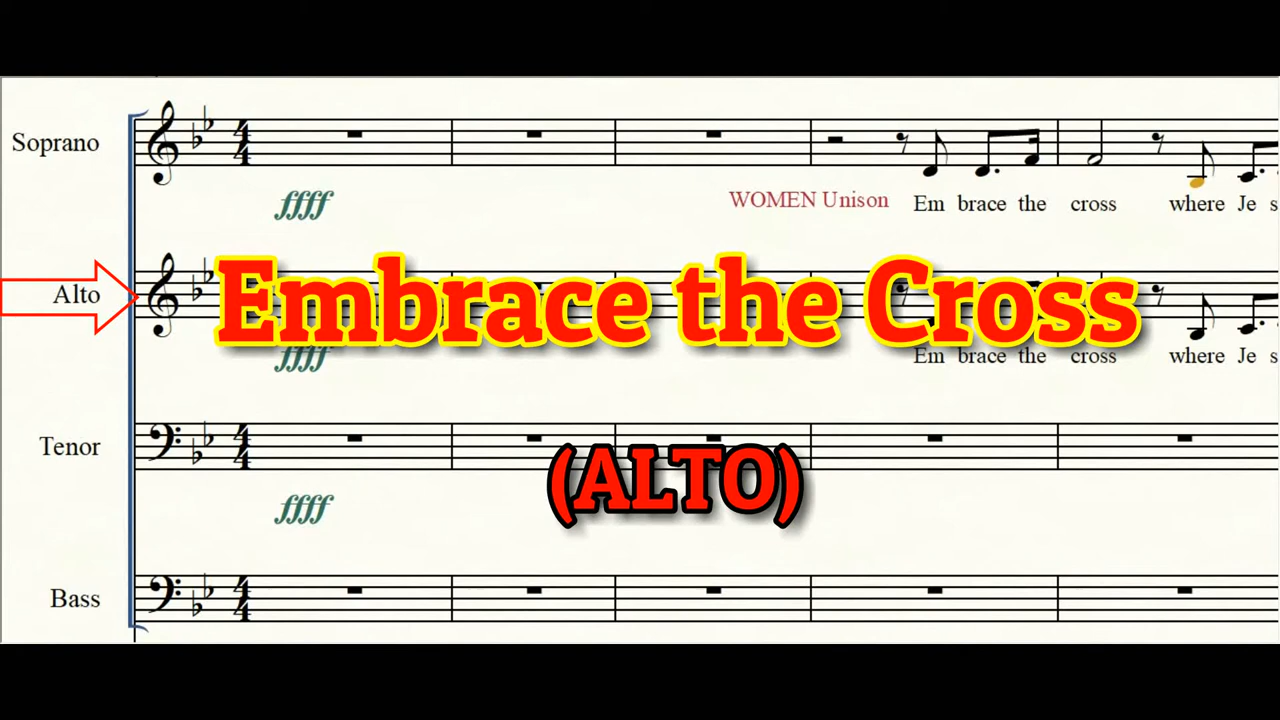 Soprano
ffff
WOMEN Unison
Em brace the cross where Je s
Alto
Embrace the Cross
ffff
Em brace the cross where Je s
Tenor
(ALTO)
ffff
Bass